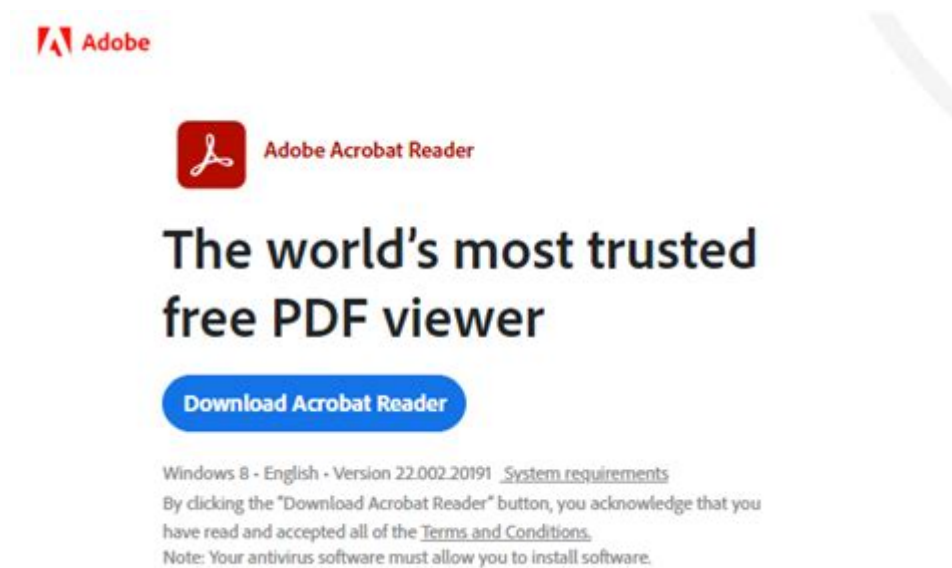 Adobe
Adobe Acrobat Reader
The world's most trusted
free PDF viewer
Download Acrobat Reader
Windows 8 - English - Version 22.002.20191 System requirements
By clicking the "Download Acrobat Reader" button, you acknowledge that you
have read and accepted all of the Terms and Conditions.
Note: Your antivirus software must allow you to install software.